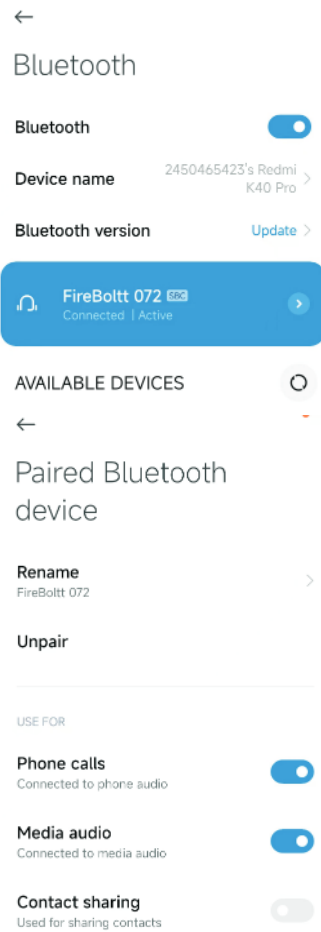 Bluetooth
Bluetooth
Device name
2450465423's Redmi
K40 Pro
Bluetooth version
Update
FireBoltt 072 SBC
Connected | Active
AVAILABLE DEVICES
Paired Bluetooth
device
Rename
FireBoltt 072
Unpair
USE FOR
Phone calls
Connected to phone audio
Media audio
Connected to media audio
Contact sharing
Used for sharing contacts